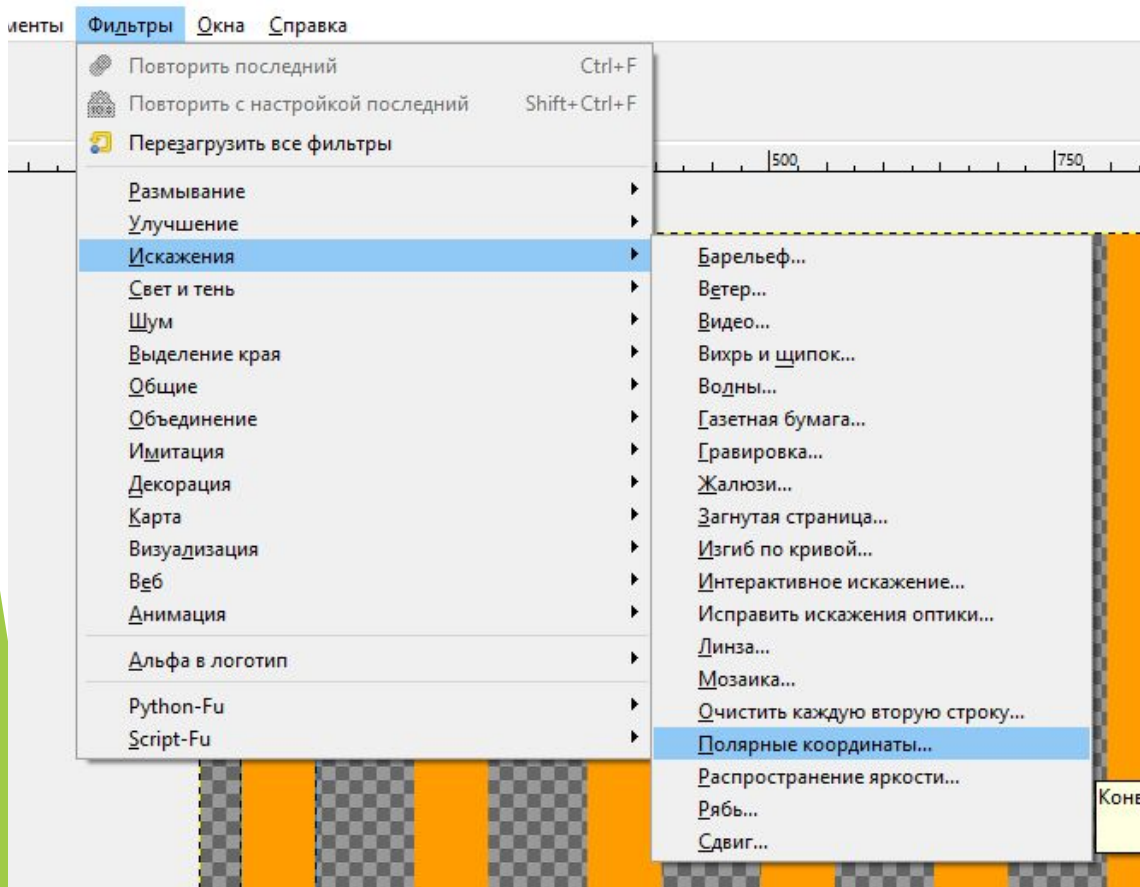 Фильтры Окна Справка
Повторить последний Ctrl+F
Повторить с настройкой последний Shift+Ctrl+F
Перезагрузить все фильтры
500 750
Размывание
Улучшение
Искажения
Свет и тень
Шум
Выделение края
Общие
Объединение
Имитация
Декорация
Карта
Визуализация
Веб
Анимация
Альфа в логотип
Python-Fu
Script-Fu
Барельеф...
Ветер...
Видео...
Вихрь и щипок...
Волны...
Газетная бумага...
Гравировка...
Жалюзи...
Загнутая страница...
Изгиб по кривой...
Интерактивное искажение...
Исправить искажения оптики...
Линза...
Мозаика...
Очистить каждую вторую строку...
Полярные координаты...
Распространение яркости...
Рябь...
Сдвиг...